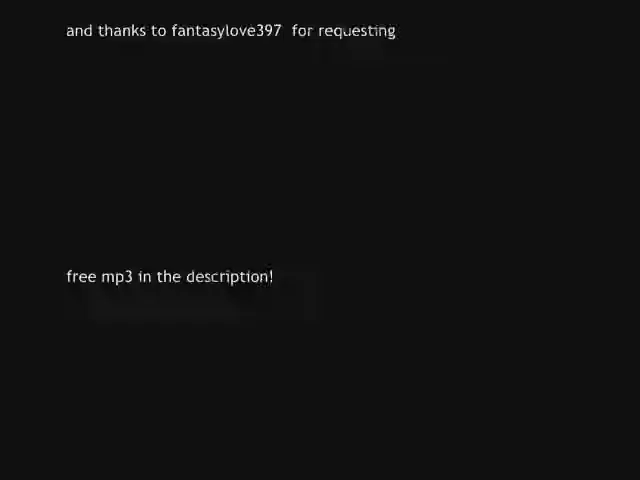 and thanks to fantasylove397  for requesting
free mp3 in the description!